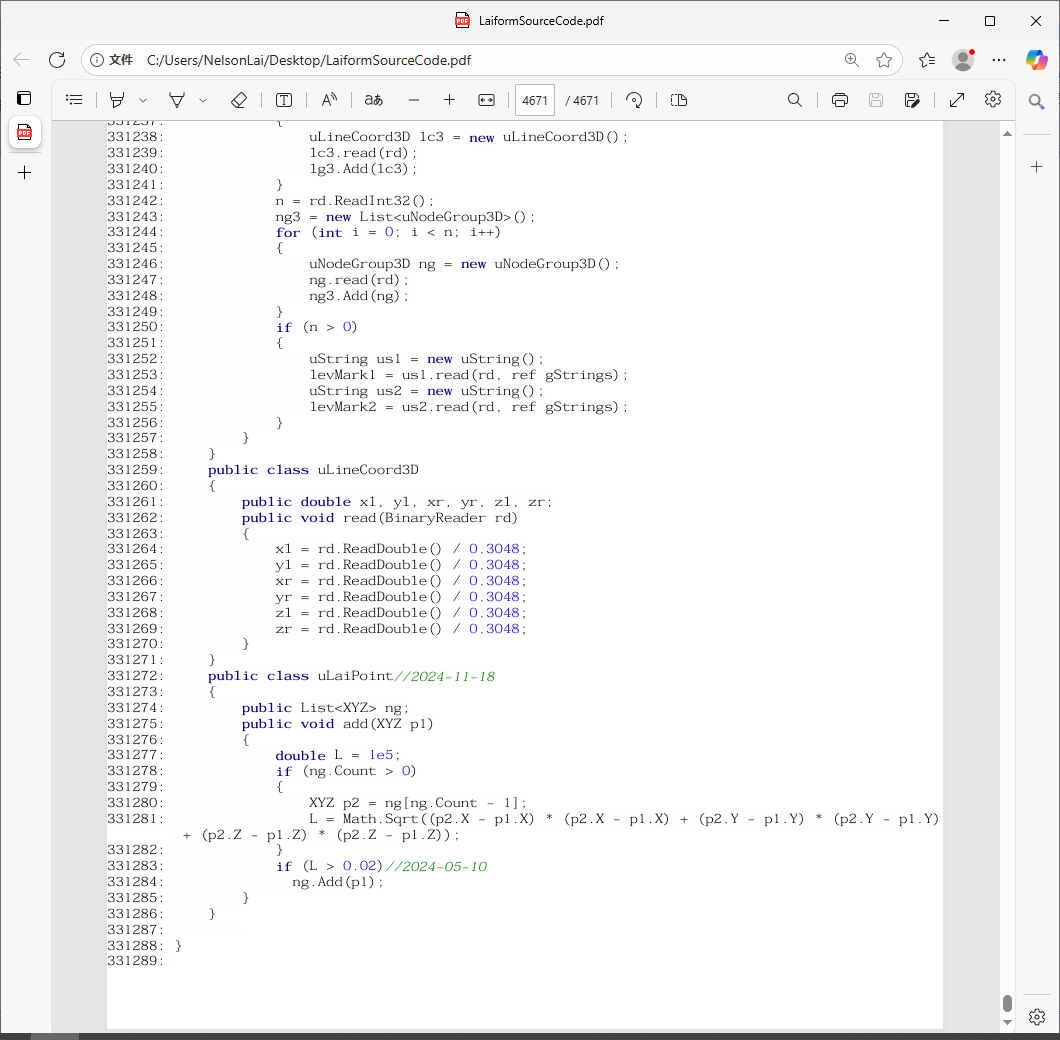 LaiformSourceCode.pdf
文件 C:/Users/NelsonLai/Desktop/LaiformSourceCode.pdf
4671 / 4671
331237: {
331238: uLineCoord3D lc3 = new uLineCoord3D();
331239: lc3.read(rd);
331240: lg3.Add(lc3);
331241: }
331242: n = rd.ReadInt32();
331243: ng3 = new List<uNodeGroup3D>();
331244: for (int i = 0; i < n; i++)
331245: {
331246: uNodeGroup3D ng = new uNodeGroup3D();
331247: ng.read(rd);
331248: ng3.Add(ng);
331249: }
331250: if (n > 0)
331251: {
331252: uString us1 = new uString();
331253: levMark1 = us1.read(rd, ref gStrings);
331254: uString us2 = new uString();
331255: levMark2 = us2.read(rd, ref gStrings);
331256: }
331257: }
331258: }
331259: public class uLineCoord3D
331260: {
331261: public double xl, yl, xr, yr, zl, zr;
331262: public void read(BinaryReader rd)
331263: {
331264: xl = rd.ReadDouble() / 0.3048;
331265: yl = rd.ReadDouble() / 0.3048;
331266: xr = rd.ReadDouble() / 0.3048;
331267: yr = rd.ReadDouble() / 0.3048;
331268: zl = rd.ReadDouble() / 0.3048;
331269: zr = rd.ReadDouble() / 0.3048;
331270: }
331271: }
331272: public class uLaiPoint//2024-11-18
331273: {
331274: public List<XYZ> ng;
331275: public void add(XYZ p1)
331276: {
331277: double L = 1e5;
331278: if (ng.Count > 0)
331279: {
331280: XYZ p2 = ng[ng.Count - 1];
331281: L = Math.Sqrt((p2.X - p1.X) * (p2.X - p1.X) + (p2.Y - p1.Y) * (p2.Y - p1.Y)
+ (p2.Z - p1.Z) * (p2.Z - p1.Z));
331282: }
331283: if (L > 0.02)//2024-05-10
331284: ng.Add(p1);
331285: }
331286: }
331287:
331288: }
331289: